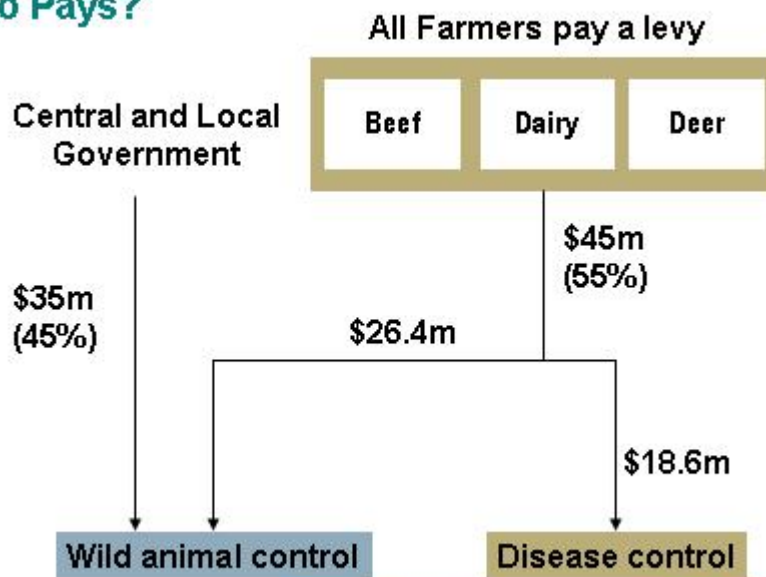 Pays?
All Farmers pay a levy
Central and Local
Government
Beef
Dairy
Deer
$45m
(55%)
$35m
(45%)
$26.4m
$18.6m
Wild animal control
Disease control